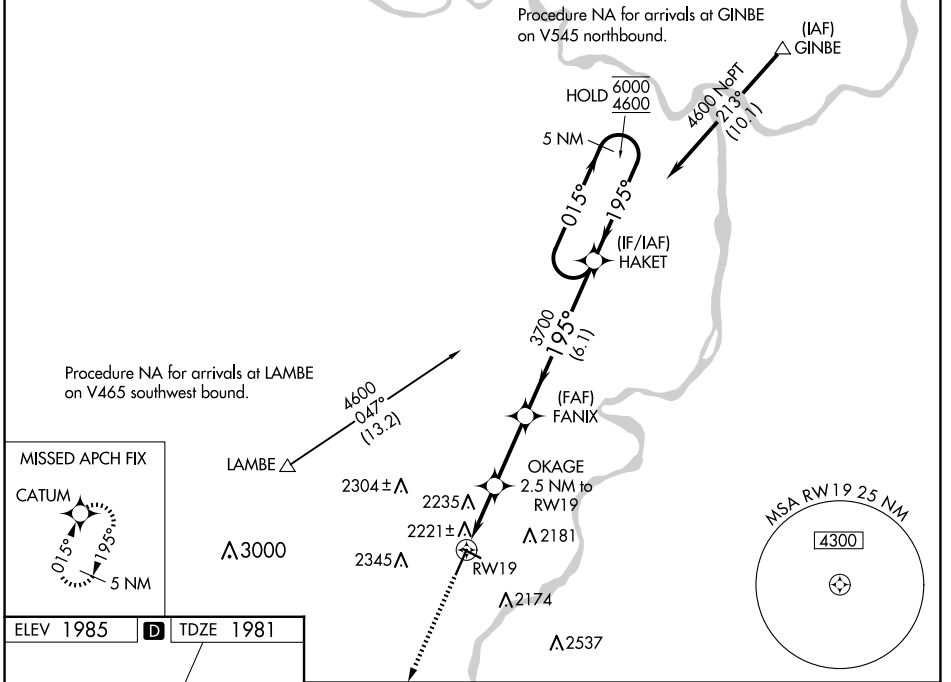 Procedure NA for arrivals at GINBE
on V545 northbound.
(IAF)
GINBE
4600 NoPT
213°
(10.1)
HOLD 6000
4600
5 NM
015°
195°
(IF/IAF)
HAKET
3700
195°
(6.1)
Procedure NA for arrivals at LAMBE
on V465 southwest bound.
4600
047°
(13.2)
LAMBE
(FAF)
FANIX
OKAGE
2.5 NM to
RW19
2304±
2235
2221±
2181
2345
3000
RW19
2174
2537
MISSED APCH FIX
CATUM
015°
195°
5 NM
MSA RW19 25 NM
4300
ELEV 1985 D TDZE 1981